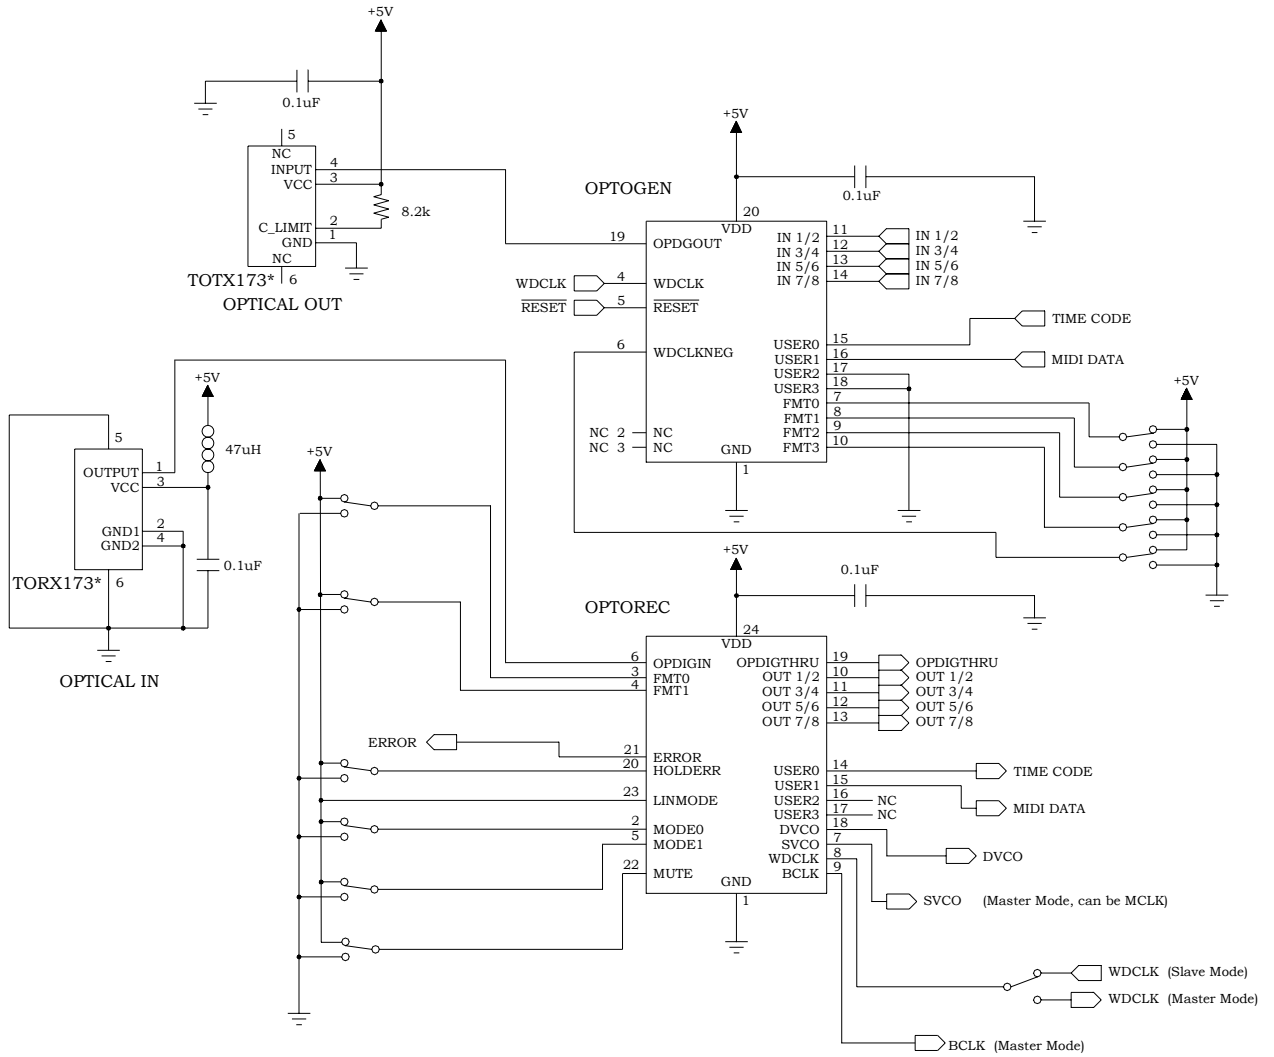 +5V
0.1uF
5
NC
INPUT 4
VCC 3
8.2k
C_LIMIT 2
GND 1
NC
6
TOTX173*
OPTICAL OUT
+5V
0.1uF
OPTOGEN
20
VDD
19 OPDGOUT
WDCLK 4 WDCLK
RESET 5 RESET
6 WDCLKNEG
NC 2 NC
NC 3 NC
IN 1/2 11 IN 1/2
IN 3/4 12 IN 3/4
IN 5/6 13 IN 5/6
IN 7/8 14 IN 7/8
USER0 15 TIME CODE
USER1 16 MIDI DATA
USER2 17
USER3 18
FMT0 7
FMT1 8
FMT2 9
FMT3 10
GND
1
+5V
+5V
47uH
5
OUTPUT 1
VCC 3
GND1 2
GND2 4
0.1uF
TORX173*
6
OPTICAL IN
+5V
+5V
0.1uF
OPTOREC
24
VDD
6 OPDIGIN
3 FMT0
4 FMT1
ERROR 21 ERROR
20 HOLDERR
23 LINMODE
2 MODE0
5 MODE1
22 MUTE
OPDIGTHRU 19 OPDIGTHRU
OUT 1/2 10 OUT 1/2
OUT 3/4 11 OUT 3/4
OUT 5/6 12 OUT 5/6
OUT 7/8 13 OUT 7/8
USER0 14 TIME CODE
USER1 15 MIDI DATA
USER2 16 NC
USER3 17 NC
DVCO 18 DVCO
SVCO 7 SVCO (Master Mode, can be MCLK)
WDCLK 8
BCLK 9
GND
1
WDCLK (Slave Mode)
WDCLK (Master Mode)
BCLK (Master Mode)